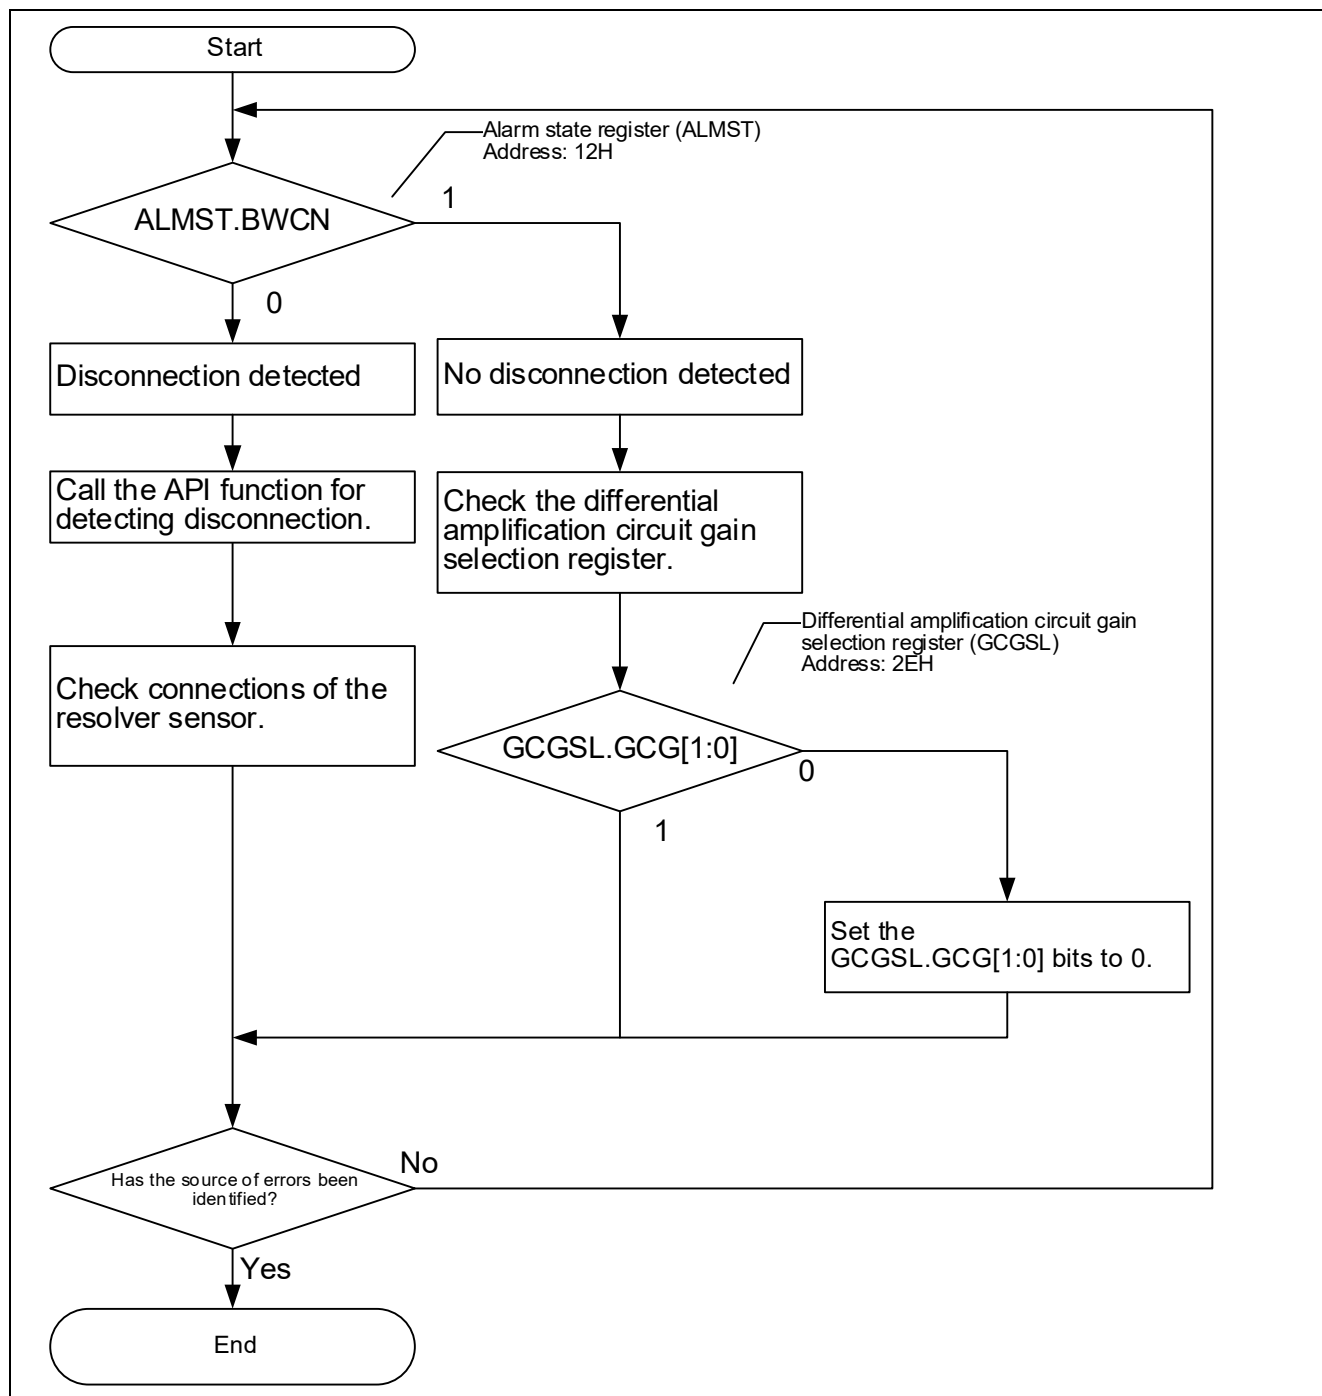 Start
Alarm state register (ALMST)
Address: 12H
ALMST.BWCN
1
0
Disconnection detected
No disconnection detected
Call the API function for
detecting disconnection.
Check the differential
amplification circuit gain
selection register.
Differential amplification circuit gain
selection register (GCGSL)
Address: 2EH
Check connections of the
resolver sensor.
GCGSL.GCG[1:0]
0
1
Set the
GCGSL.GCG[1:0] bits to 0.
Has the source of errors been
identified?
No
Yes
End